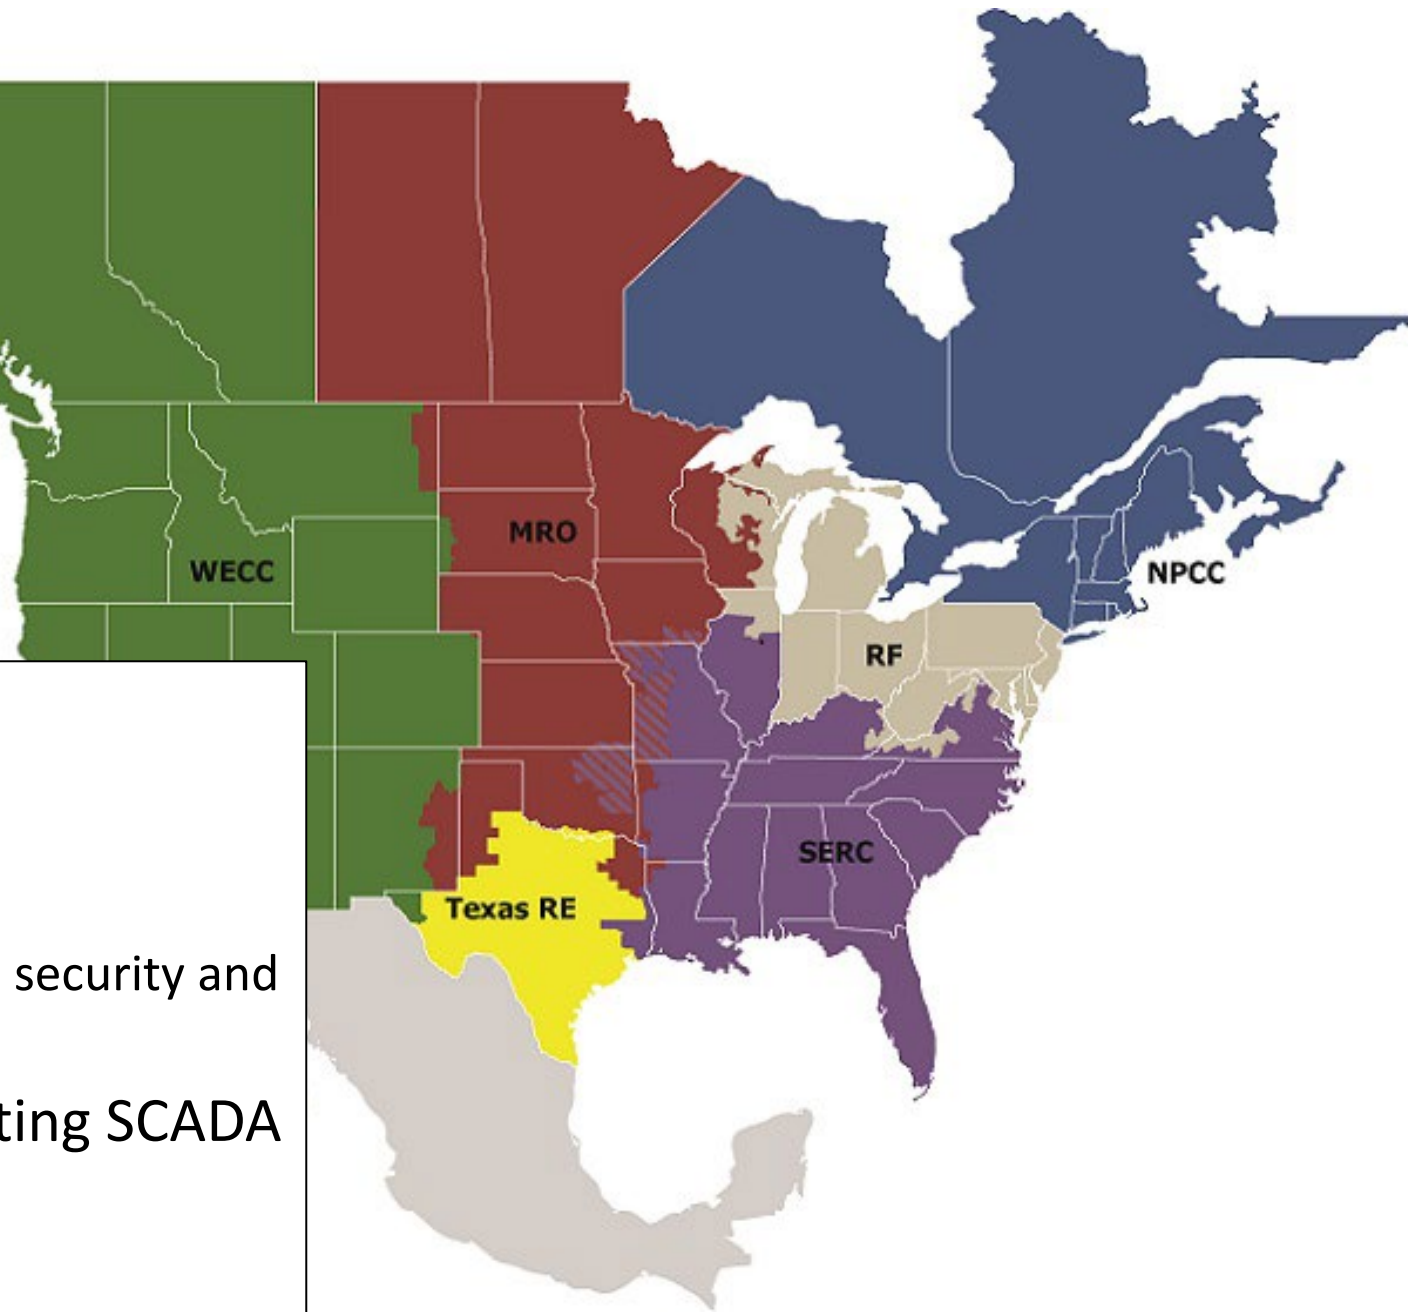 MRO
WECC
NPCC
RF
SERC
Texas RE
security and
ting SCADA